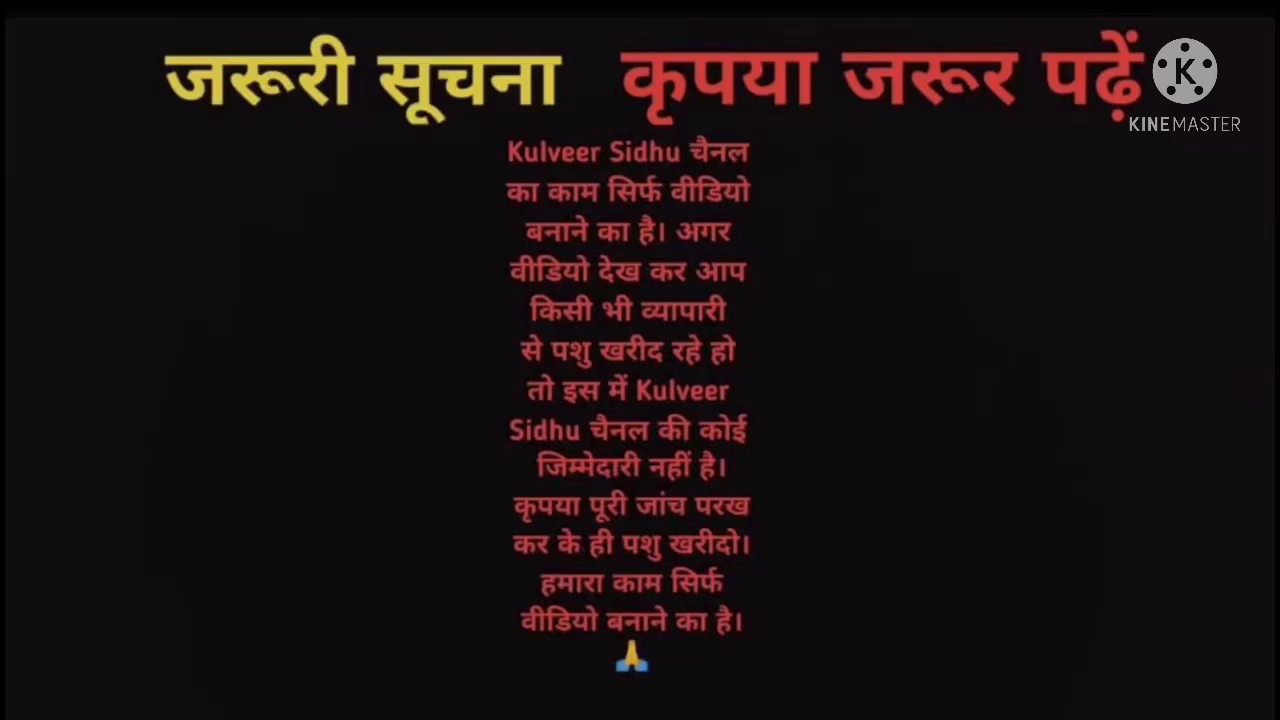 जरूरी सूचना कृपया जरूर पढ़ें
KINEMASTER
Kulveer Sidhu चैनल
का काम सिर्फ वीडियो
बनाने का है। अगर
वीडियो देख कर आप
किसी भी व्यापारी
से पशु खरीद रहे हो
तो इस में Kulveer
Sidhu चैनल की कोई
जिम्मेदारी नहीं है।
कृपया पूरी जांच परख
कर के ही पशु खरीदो।
हमारा काम सिर्फ
वीडियो बनाने का है।
🙏